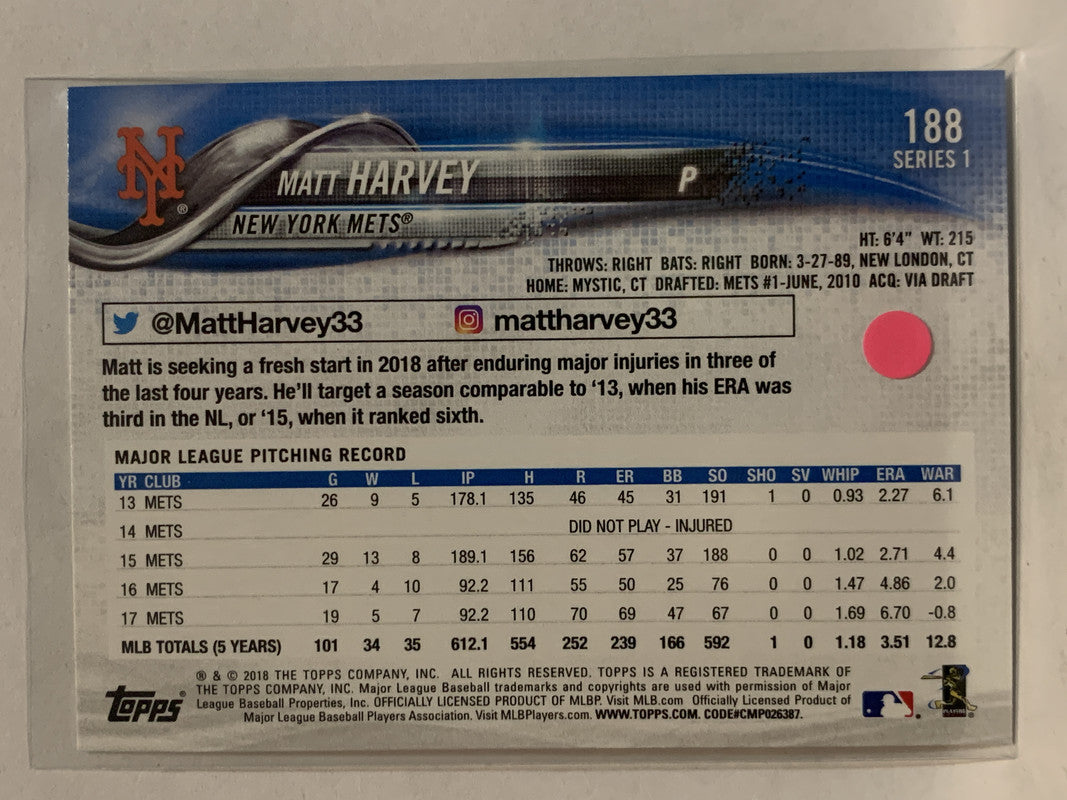 188
SERIES 1
NY ®
MATT HARVEY P
NEW YORK METS®
HT: 6'4" WT: 215
THROWS: RIGHT BATS: RIGHT BORN: 3-27-89, NEW LONDON, CT
HOME: MYSTIC, CT DRAFTED: METS #1-JUNE, 2010 ACQ: VIA DRAFT
@MattHarvey33 mattharvey33
Matt is seeking a fresh start in 2018 after enduring major injuries in three of
the last four years. He'll target a season comparable to '13, when his ERA was
third in the NL, or '15, when it ranked sixth.
MAJOR LEAGUE PITCHING RECORD
YR CLUB G W L IP H R ER BB SO SHO SV WHIP ERA WAR
13 METS 26 9 5 178.1 135 46 45 31 191 1 0 0.93 2.27 6.1
14 METS DID NOT PLAY - INJURED
15 METS 29 13 8 189.1 156 62 57 37 188 0 0 1.02 2.71 4.4
16 METS 17 4 10 92.2 111 55 50 25 76 0 0 1.47 4.86 2.0
17 METS 19 5 7 92.2 110 70 69 47 67 0 0 1.69 6.70 -0.8
MLB TOTALS (5 YEARS) 101 34 35 612.1 554 252 239 166 592 1 0 1.18 3.51 12.8
® & © 2018 THE TOPPS COMPANY, INC. ALL RIGHTS RESERVED. TOPPS IS A REGISTERED TRADEMARK OF
THE TOPPS COMPANY, INC. Major League Baseball trademarks and copyrights are used with permission of Major
League Baseball Properties, Inc. OFFICIALLY LICENSED PRODUCT OF MLBP. Visit MLB.com Officially Licensed Product of
Major League Baseball Players Association. Visit MLBPlayers.com. WWW.TOPPS.COM. CODE#CMP026387.
Topps®
PLAYERS